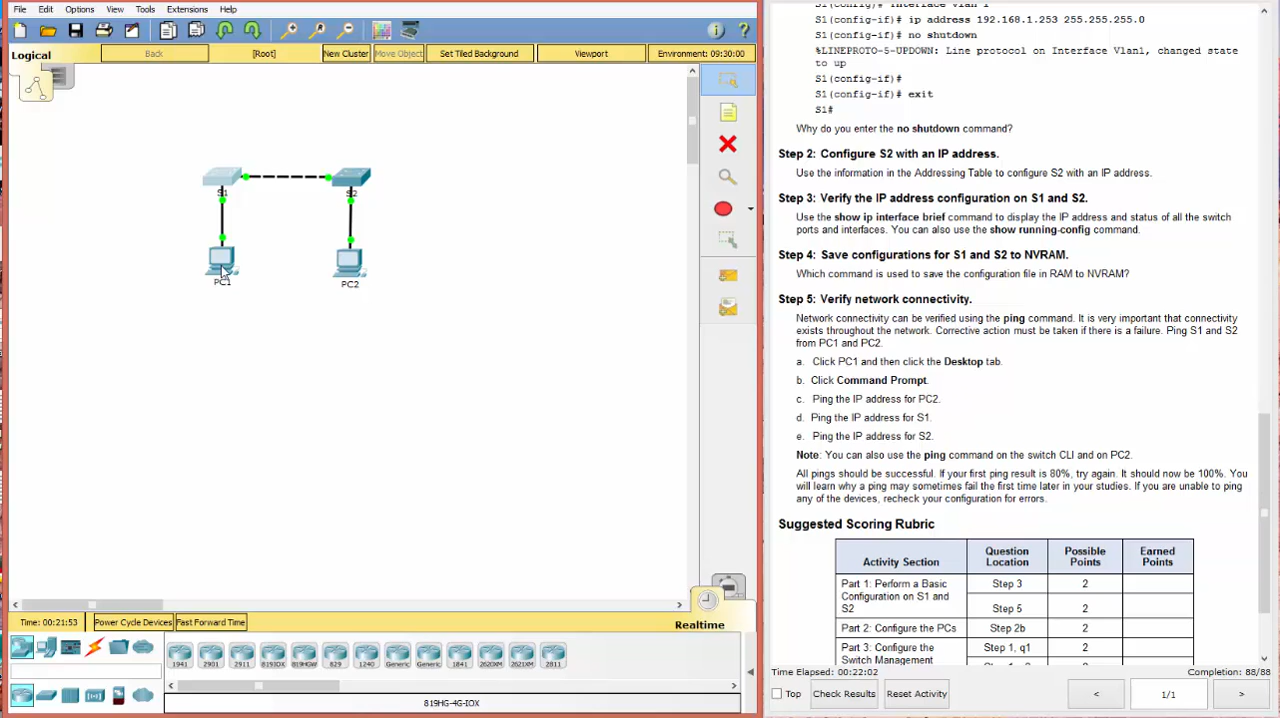 File Edit Options View Tools Extensions Help
Logical
Back
[Root]
New Cluster
Move Object
Set Tiled Background
Viewport
Environment: 09:30:00
S1
S2
PC1
PC2
Time: 00:21:53
Power Cycle Devices
Fast Forward Time
Realtime
1941
2901
2911
819IOX
819HGW
829
1240
Generic
Generic
1841
2620XM
2621XM
2811
819HG-4G-IOX
S1(config)# interface vlan 1
S1(config-if)# ip address 192.168.1.253 255.255.255.0
S1(config-if)# no shutdown
%LINEPROTO-5-UPDOWN: Line protocol on Interface Vlan1, changed state
to up
S1(config-if)#
S1(config-if)# exit
S1#
Why do you enter the no shutdown command?
Step 2: Configure S2 with an IP address.
Use the information in the Addressing Table to configure S2 with an IP address.
Step 3: Verify the IP address configuration on S1 and S2.
Use the show ip interface brief command to display the IP address and status of all the switch
ports and interfaces. You can also use the show running-config command.
Step 4: Save configurations for S1 and S2 to NVRAM.
Which command is used to save the configuration file in RAM to NVRAM?
Step 5: Verify network connectivity.
Network connectivity can be verified using the ping command. It is very important that connectivity
exists throughout the network. Corrective action must be taken if there is a failure. Ping S1 and S2
from PC1 and PC2.
a. Click PC1 and then click the Desktop tab.
b. Click Command Prompt.
c. Ping the IP address for PC2.
d. Ping the IP address for S1.
e. Ping the IP address for S2.
Note: You can also use the ping command on the switch CLI and on PC2.
All pings should be successful. If your first ping result is 80%, try again. It should now be 100%. You
will learn why a ping may sometimes fail the first time later in your studies. If you are unable to ping
any of the devices, recheck your configuration for errors.
Suggested Scoring Rubric
Activity Section
Question Location
Possible Points
Earned Points
Part 1: Perform a Basic
Configuration on S1 and
S2
Step 3
2
Step 5
2
Part 2: Configure the PCs
Step 2b
2
Part 3: Configure the
Switch Management
Step 1, q1
2
Time Elapsed: 00:22:02
Completion: 88/88
Top
Check Results
Reset Activity
<
1/1
>